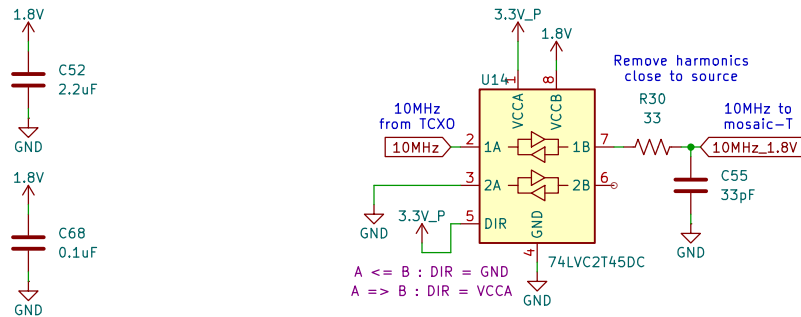 1.8V
C52
2.2uF
GND
1.8V
C68
0.1uF
GND
3.3V_P
1.8V
U14
1
8
VCCA
VCCB
10MHz
from TCXO
10MHz
2
1A
1B
7
3
2A
2B
6
GND
3.3V_P
5
DIR
GND
4
74LVC2T45DC
GND
A <= B : DIR = GND
A => B : DIR = VCCA
Remove harmonics
close to source
R30
33
10MHz to
mosaic-T
10MHz_1.8V
C55
33pF
GND